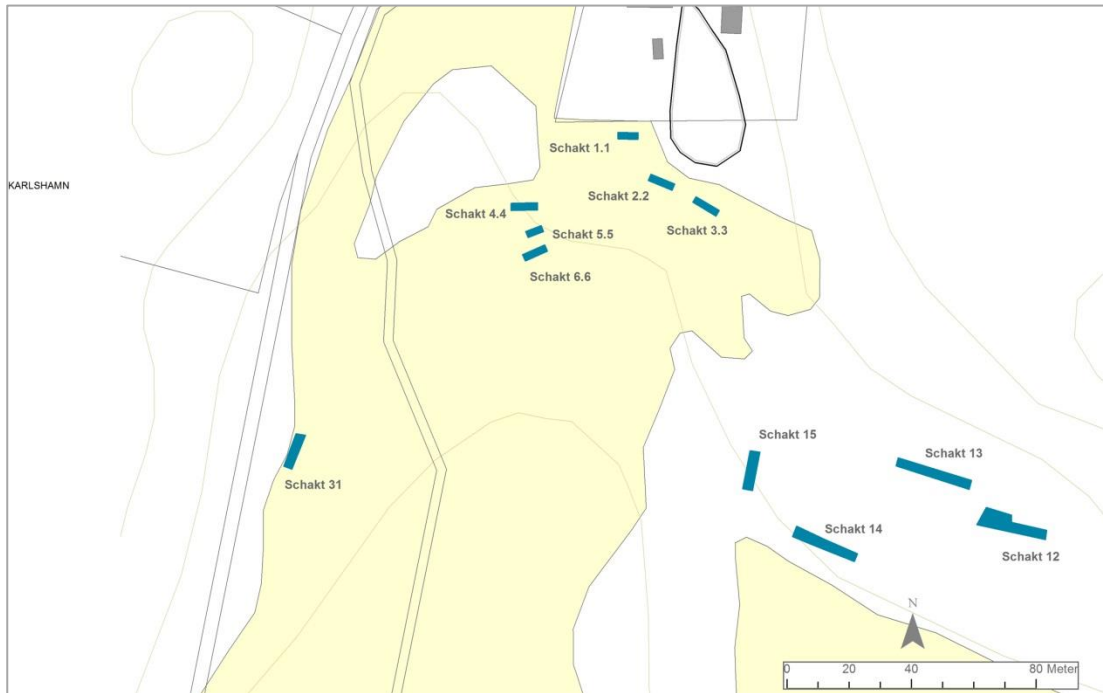 Schakt 1.1
KARLSHAMN
Schakt 2.2
Schakt 4.4
Schakt 3.3
Schakt 5.5
Schakt 6.6
Schakt 15
Schakt 13
Schakt 31
Schakt 14
Schakt 12
N
0 20 40 80 Meter